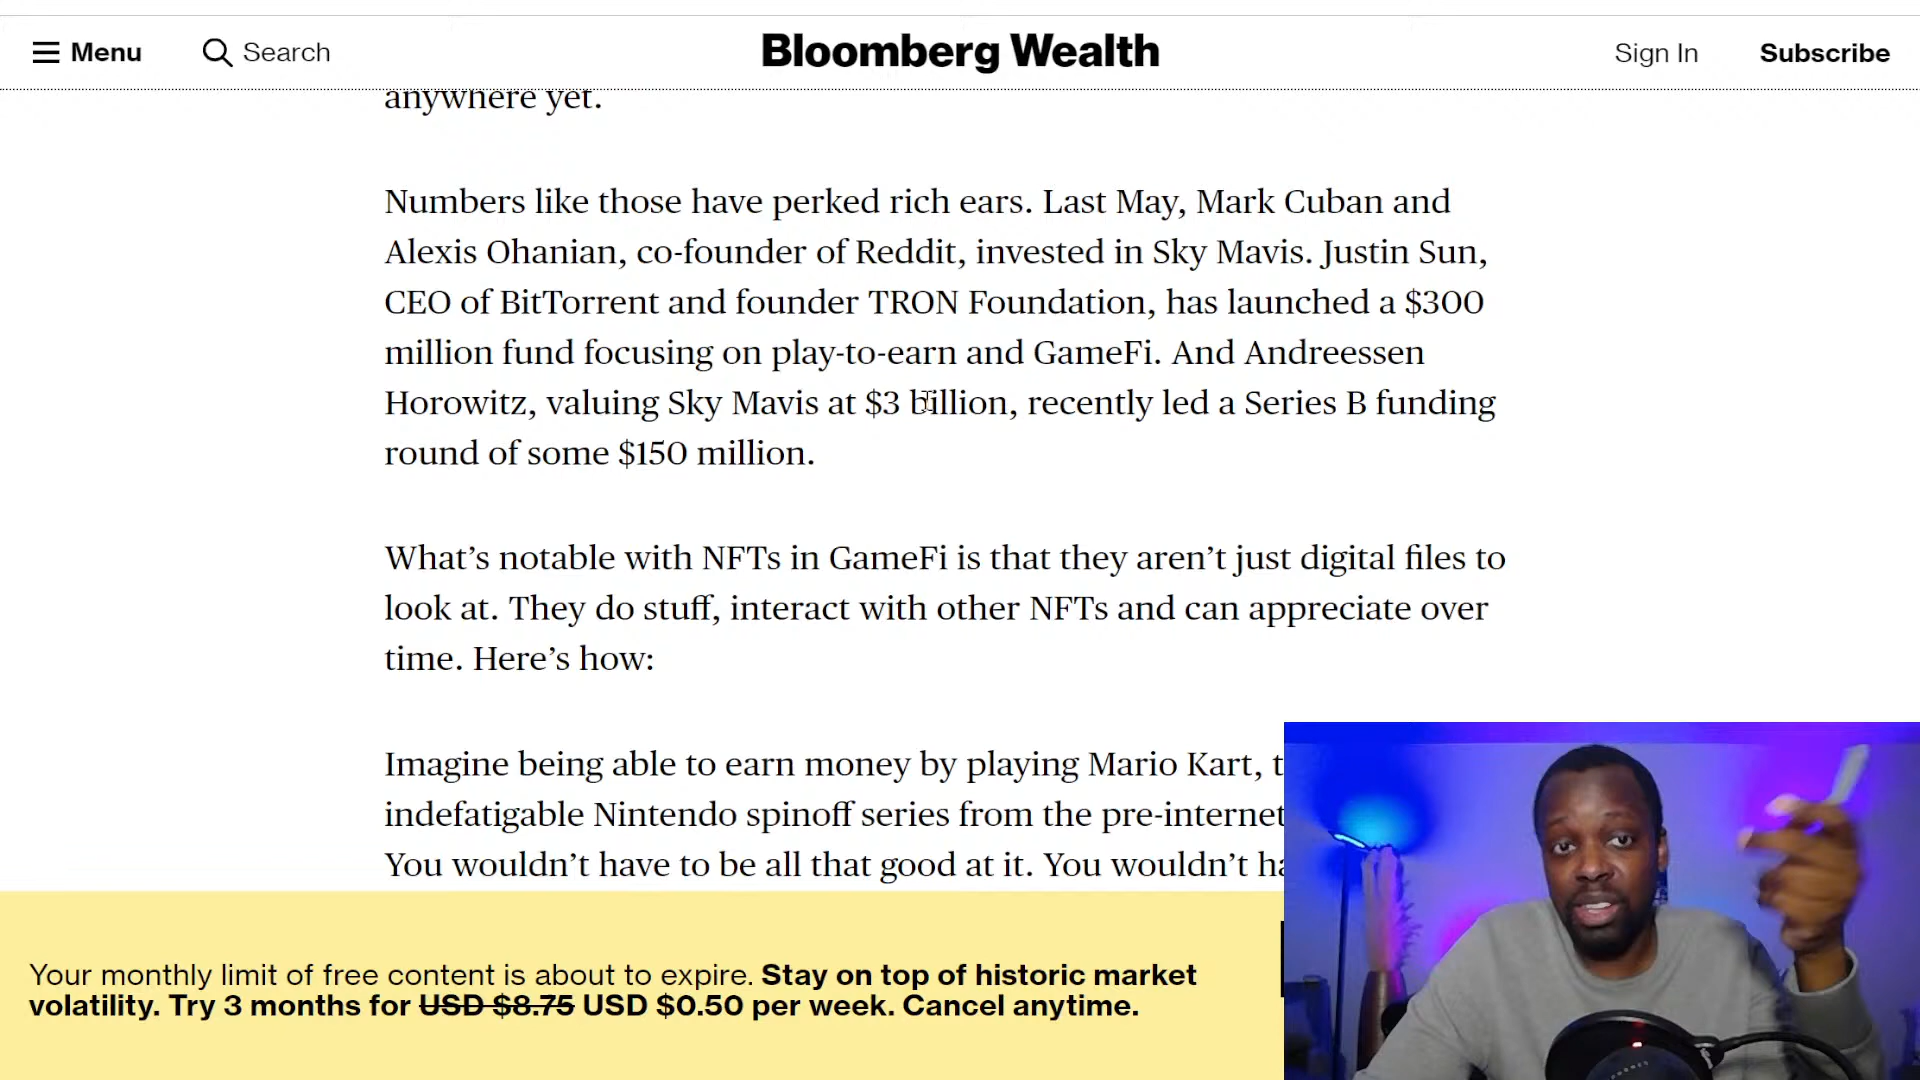 Menu
Search
Bloomberg Wealth
Sign In
Subscribe
anywhere yet.
Numbers like those have perked rich ears. Last May, Mark Cuban and
Alexis Ohanian, co-founder of Reddit, invested in Sky Mavis. Justin Sun,
CEO of BitTorrent and founder TRON Foundation, has launched a $300
million fund focusing on play-to-earn and GameFi. And Andreessen
Horowitz, valuing Sky Mavis at $3 billion, recently led a Series B funding
round of some $150 million.
What’s notable with NFTs in GameFi is that they aren’t just digital files to
look at. They do stuff, interact with other NFTs and can appreciate over
time. Here’s how:
Imagine being able to earn money by playing Mario Kart, t
indefatigable Nintendo spinoff series from the pre-internet
You wouldn’t have to be all that good at it. You wouldn’t ha
Your monthly limit of free content is about to expire. Stay on top of historic market
volatility. Try 3 months for USD $8.75 USD $0.50 per week. Cancel anytime.